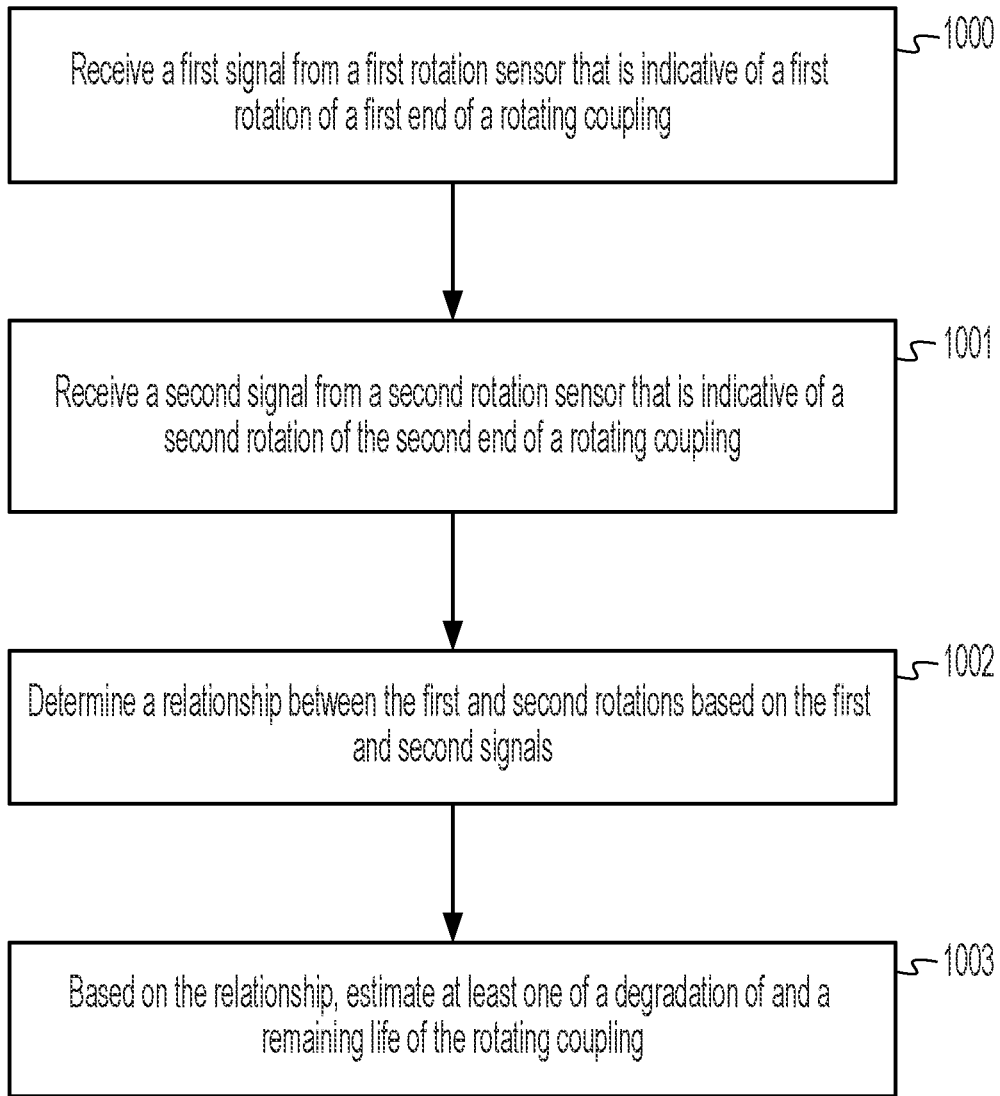 1000
Receive a first signal from a first rotation sensor that is indicative of a first
rotation of a first end of a rotating coupling
1001
Receive a second signal from a second rotation sensor that is indicative of a
second rotation of the second end of a rotating coupling
1002
Determine a relationship between the first and second rotations based on the first
and second signals
1003
Based on the relationship, estimate at least one of a degradation of and a
remaining life of the rotating coupling